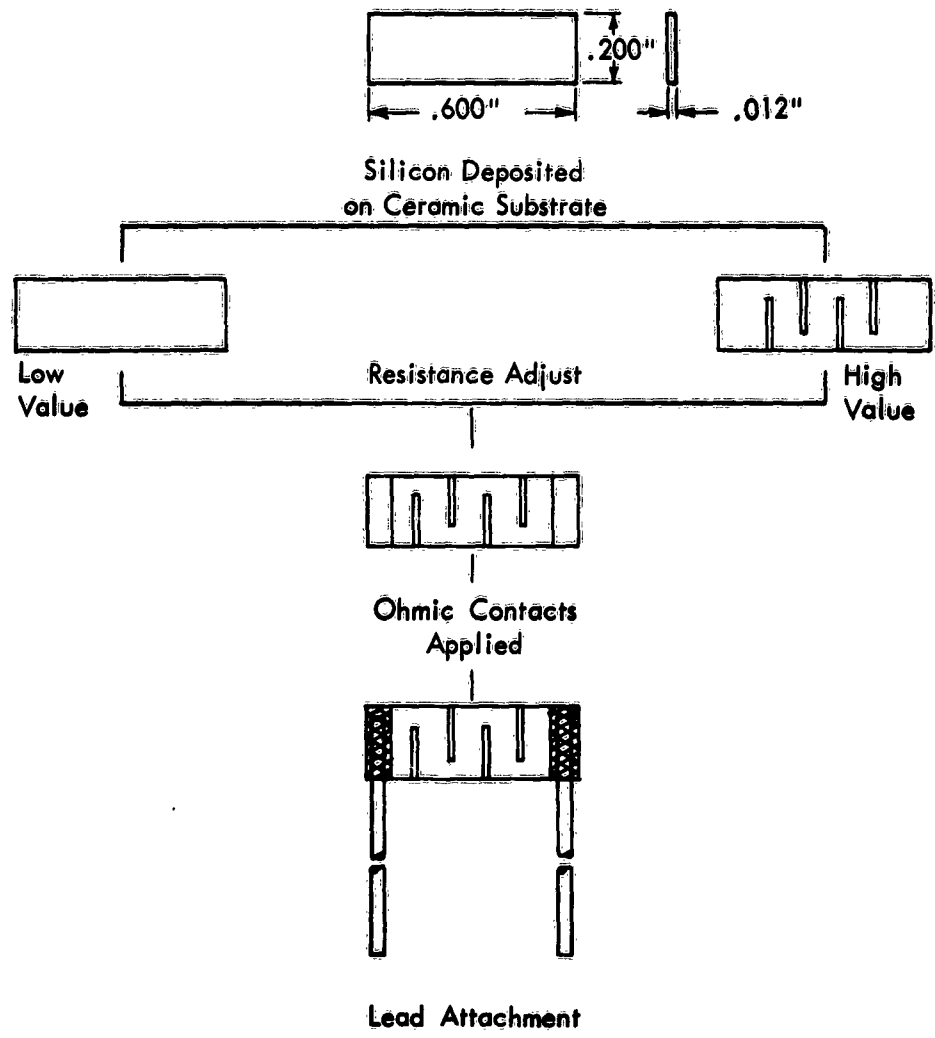 .200"
.600"
.012"
Silicon Deposited
on Ceramic Substrate
Low
Value
Resistance Adjust
High
Value
Ohmic Contacts
Applied
Lead Attachment